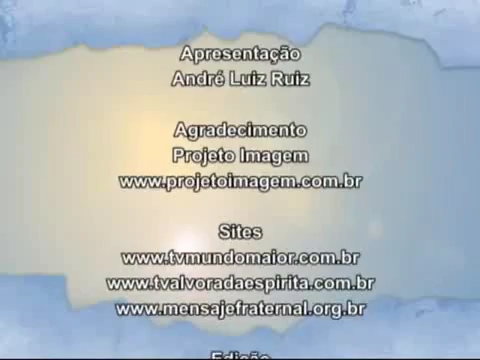 Apresentação
André Luiz Ruiz
Agradecimento
Projeto Imagem
www.projetoimagem.com.br
Sites
www.tvmundomaior.com.br
www.tvalvoradaespirita.com.br
www.mensajefraternal.org.br
Edição